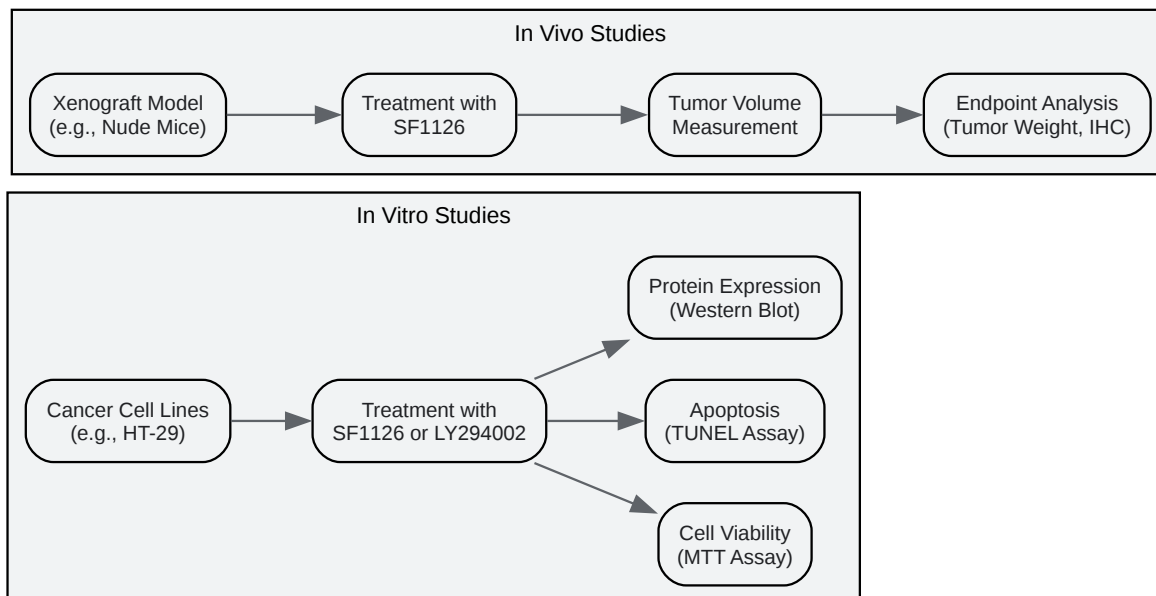 In Vivo Studies
Xenograft Model
(e.g., Nude Mice)
Treatment with
SF1126
Tumor Volume
Measurement
Endpoint Analysis
(Tumor Weight, IHC)
In Vitro Studies
Cancer Cell Lines
(e.g., HT-29)
Treatment with
SF1126 or LY294002
Protein Expression
(Western Blot)
Apoptosis
(TUNEL Assay)
Cell Viability
(MTT Assay)